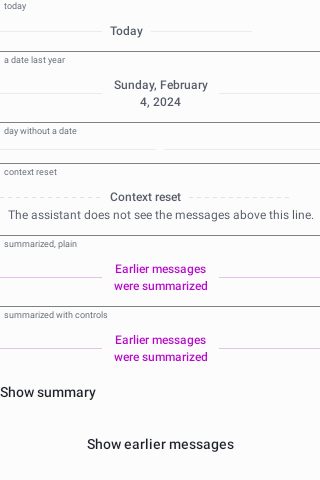 today
Today
a date last year
Sunday, February
4, 2024
day without a date
context reset
Context reset
The assistant does not see the messages above this line.
summarized, plain
Earlier messages
were summarized
summarized with controls
Earlier messages
were summarized
Show summary
Show earlier messages